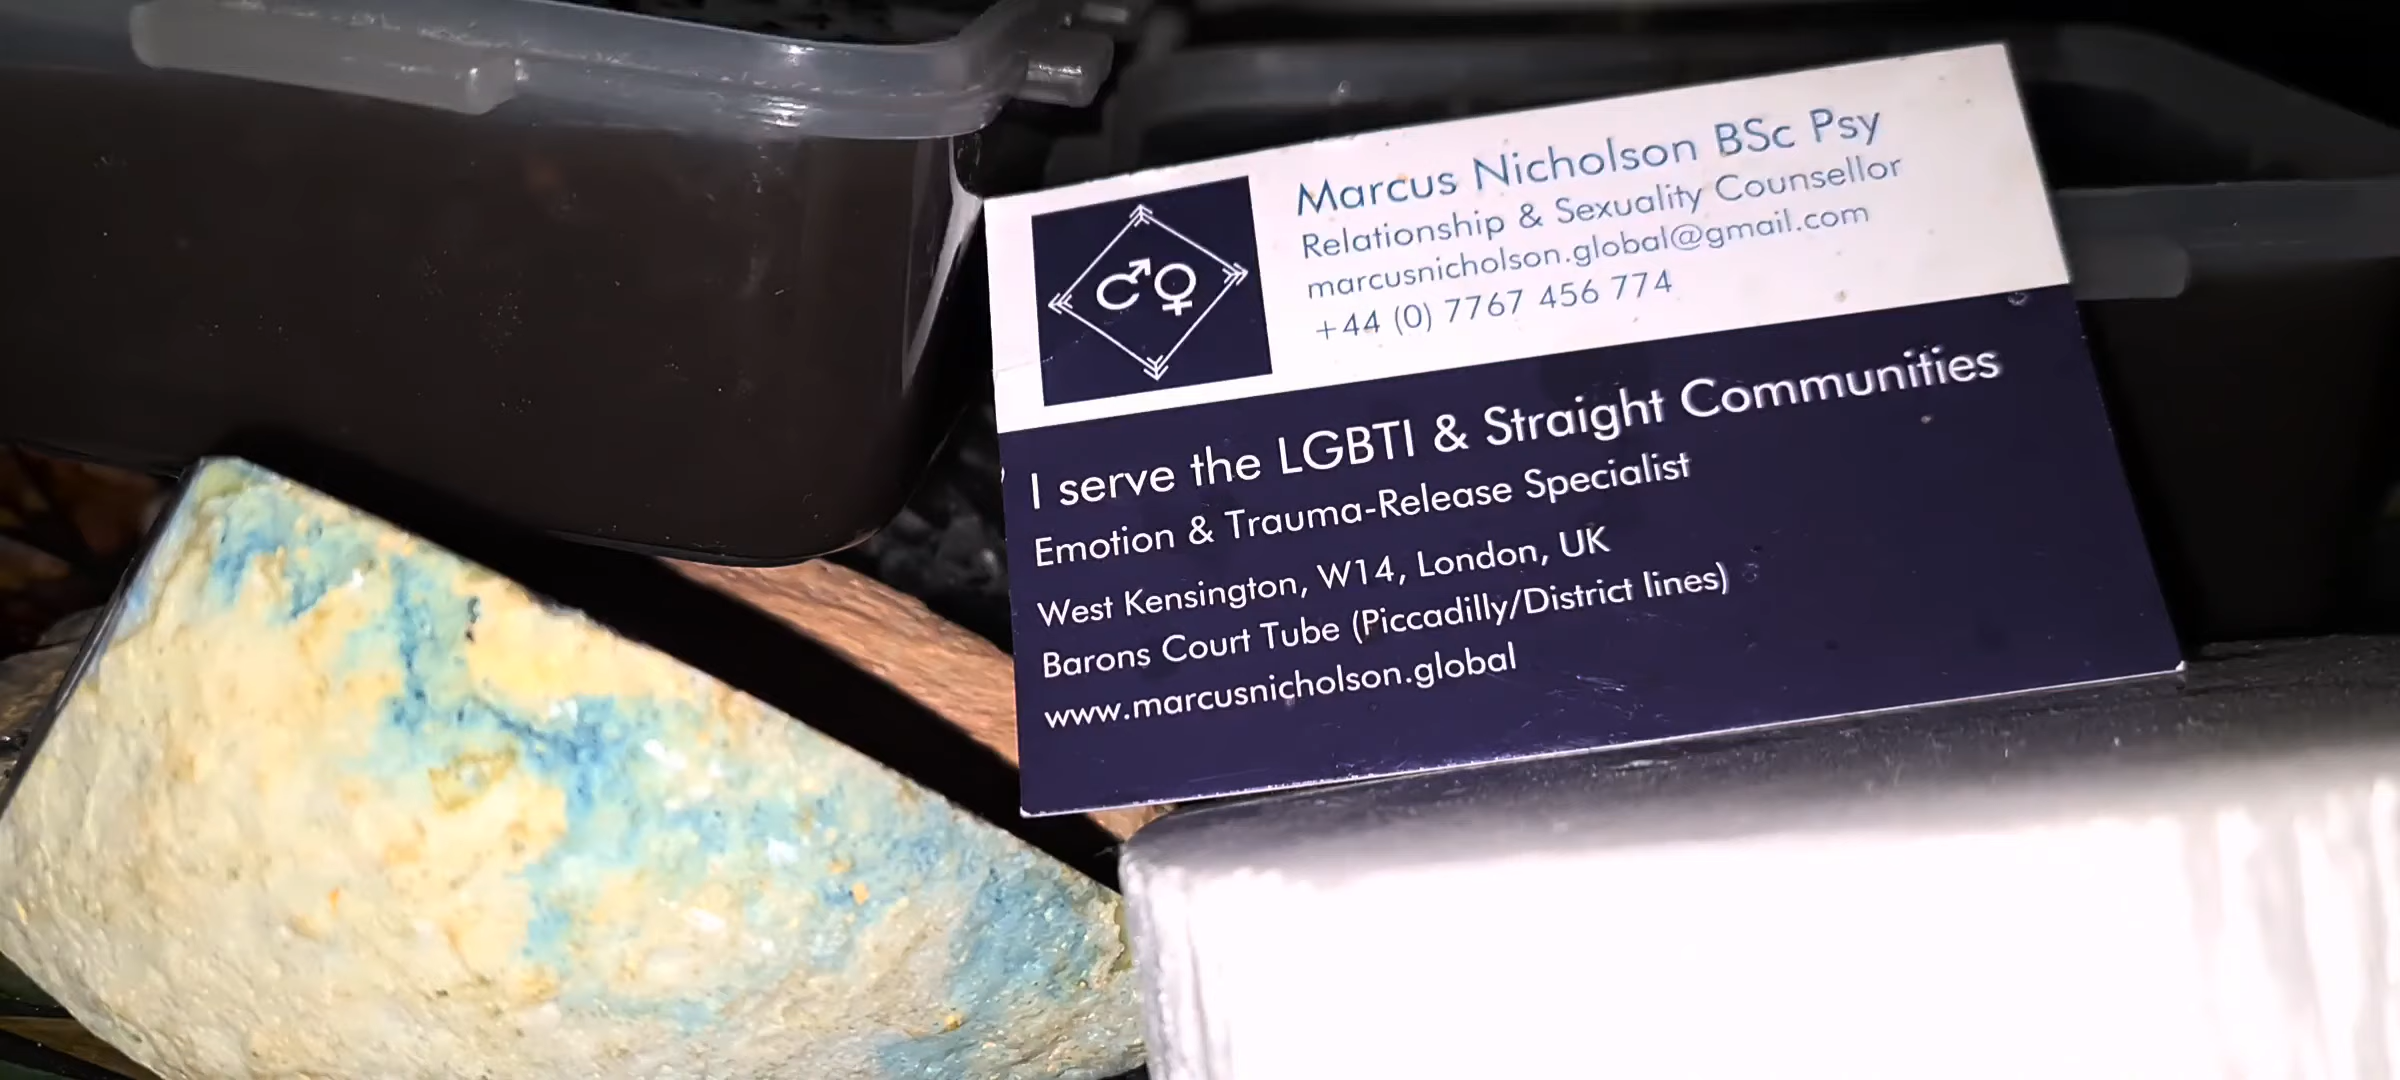 Marcus Nicholson BSc Psy
Relationship & Sexuality Counsellor
marcusnicholson.global@gmail.com
+44 (0) 7767 456 774
I serve the LGBTI & Straight Communities
Emotion & Trauma-Release Specialist
West Kensington, W14, London, UK
Barons Court Tube (Piccadilly/District lines)
www.marcusnicholson.global